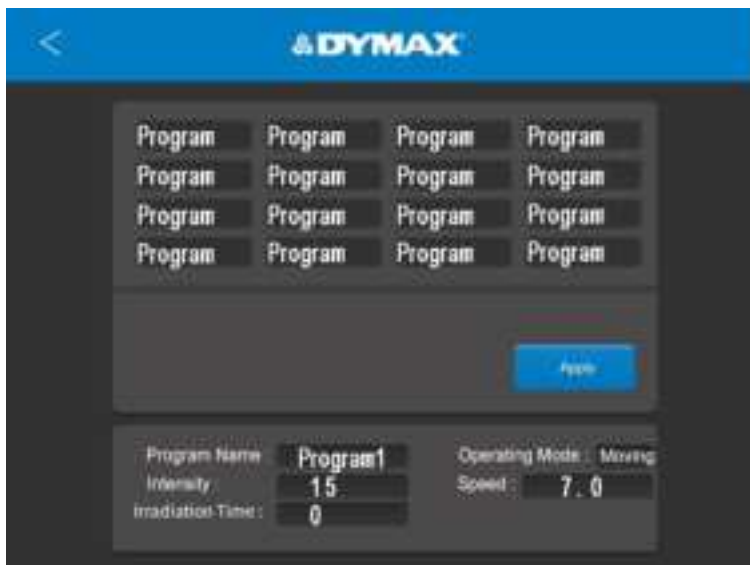 <
DYMAX
Program Program Program Program
Program Program Program Program
Program Program Program Program
Program Program Program Program
Apply
Program Name Program1 Operating Mode : Moving
Intensity 15 Speed : 7.0
Irradiation Time : 0